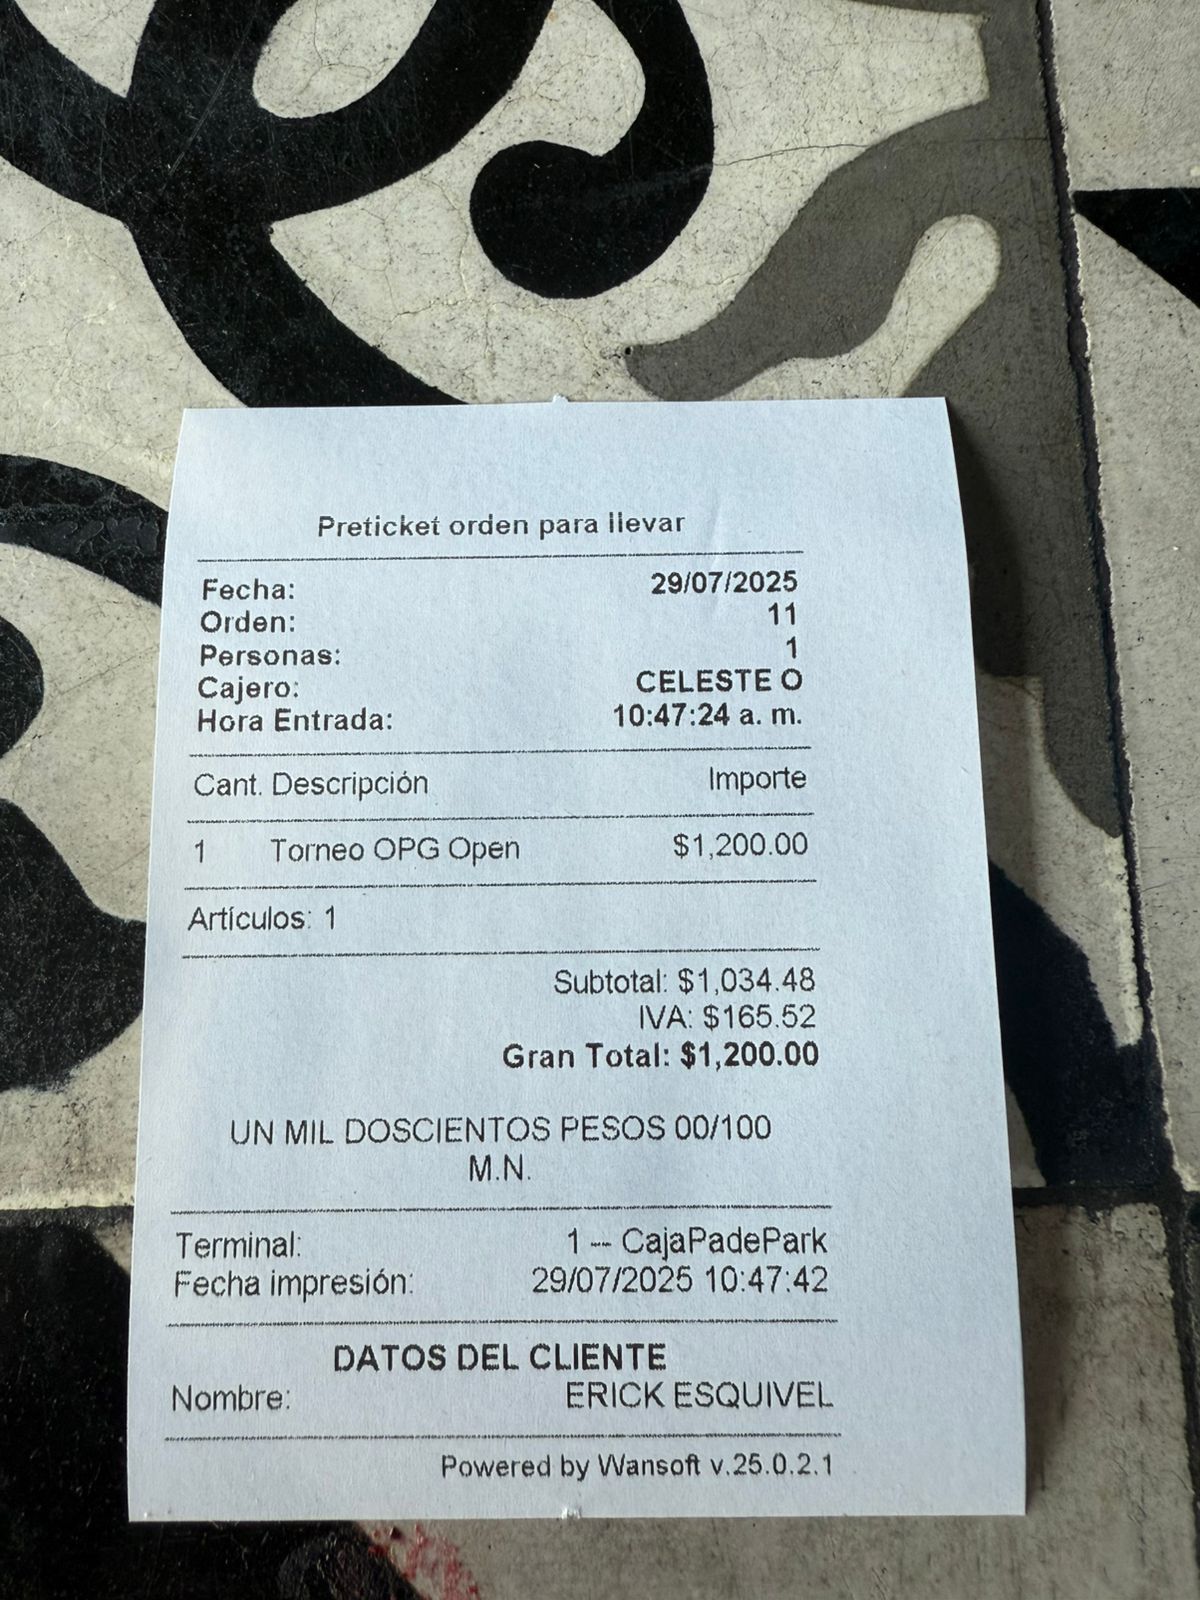 Preticket orden para llevar
Fecha: 29/07/2025
Orden: 11
Personas: 1
Cajero: CELESTE O
Hora Entrada: 10:47:24 a. m.
Cant. Descripción Importe
1 Torneo OPG Open $1,200.00
Artículos: 1
Subtotal: $1,034.48
IVA: $165.52
Gran Total: $1,200.00
UN MIL DOSCIENTOS PESOS 00/100
M.N.
Terminal: 1 -- CajaPadePark
Fecha impresión: 29/07/2025 10:47:42
DATOS DEL CLIENTE
Nombre: ERICK ESQUIVEL
Powered by Wansoft v.25.0.2.1